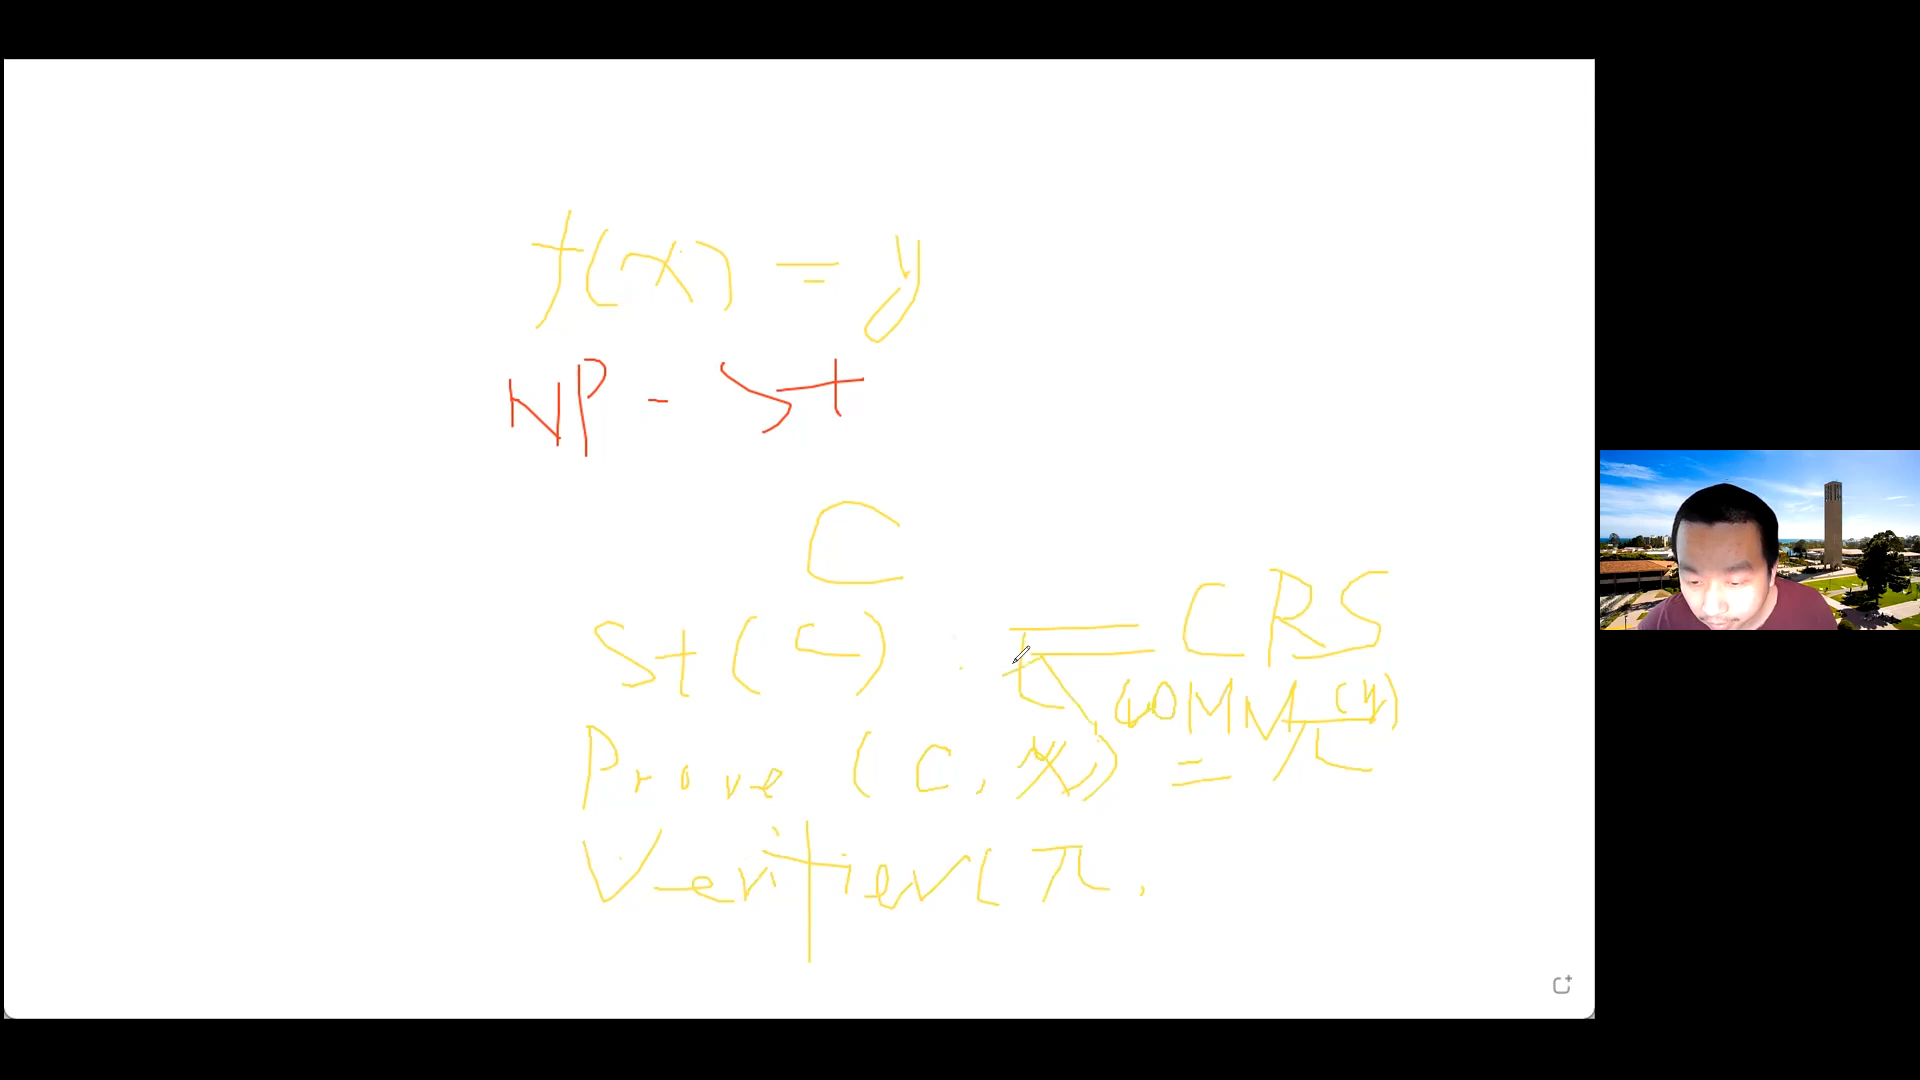 f(x) = y
NP - St
C
St(C) = CRS
COMM (y)
Prove (C, x) = π
Verifier( π,